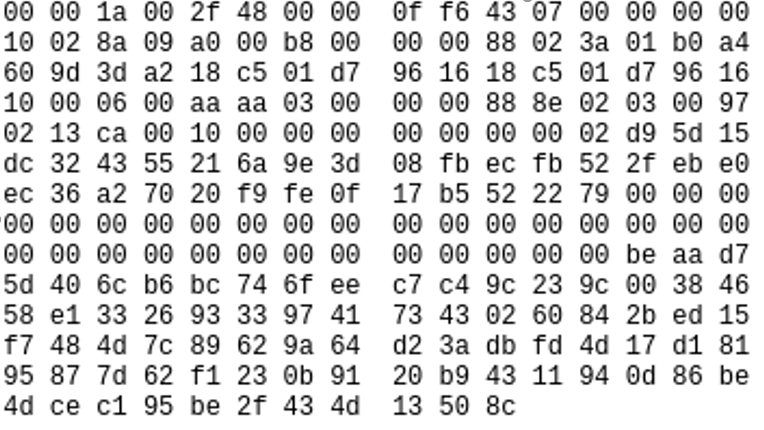 00 00 1a 00 2f 48 00 00  0f f6 43 07 00 00 00 00
10 02 8a 09 a0 00 b8 00  00 00 88 02 3a 01 b0 a4
60 9d 3d a2 18 c5 01 d7  96 16 18 c5 01 d7 96 16
10 00 06 00 aa aa 03 00  00 00 88 8e 02 03 00 97
02 13 ca 00 10 00 00 00  00 00 00 00 02 d9 5d 15
dc 32 43 55 21 6a 9e 3d  08 fb ec fb 52 2f eb e0
ec 36 a2 70 20 f9 fe 0f  17 b5 52 22 79 00 00 00
00 00 00 00 00 00 00 00  00 00 00 00 00 00 00 00
00 00 00 00 00 00 00 00  00 00 00 00 00 be aa d7
5d 40 6c b6 bc 74 6f ee  c7 c4 9c 23 9c 00 38 46
58 e1 33 26 93 33 97 41  73 43 02 60 84 2b ed 15
f7 48 4d 7c 89 62 9a 64  d2 3a db fd 4d 17 d1 81
95 87 7d 62 f1 23 0b 91  20 b9 43 11 94 0d 86 be
4d ce c1 95 be 2f 43 4d  13 50 8c